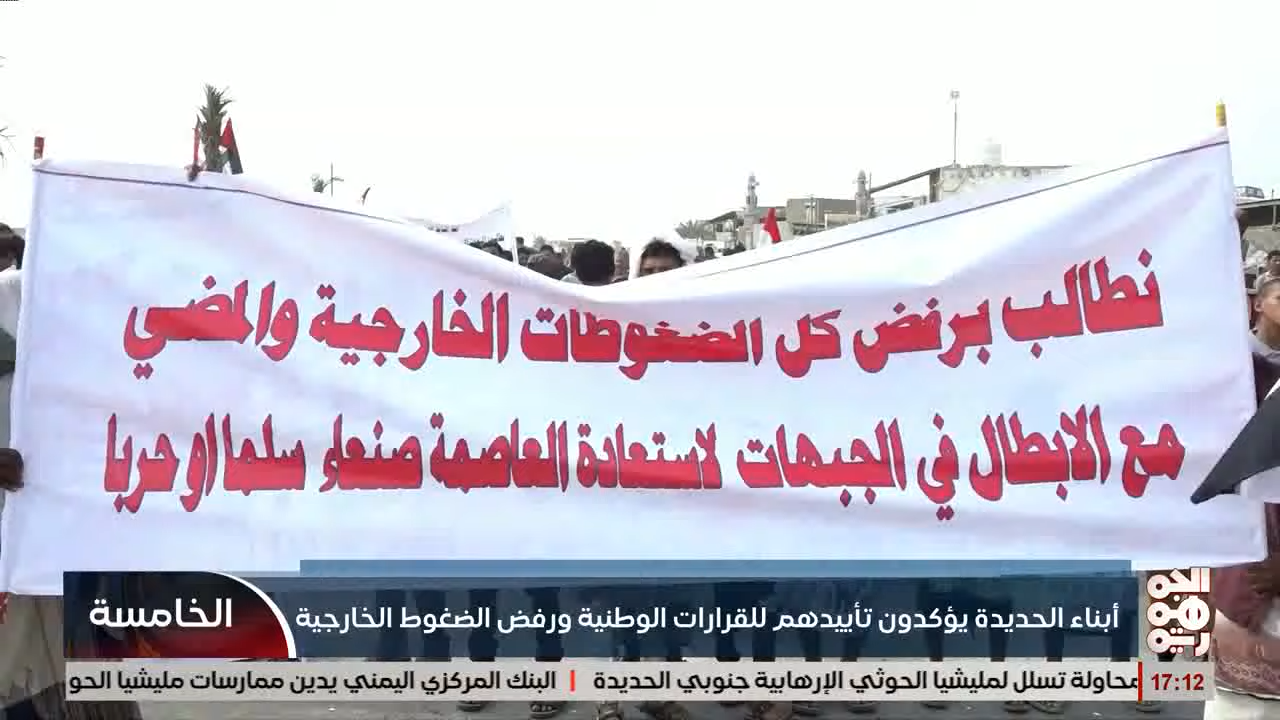 نطالب برفض كل الضغوطات الخارجية والمضي
مع الابطال في الجبهات لاستعادة العاصمة صنعاء سلما او حربا
الخامسة
أبناء الحديدة يؤكدون تأييدهم للقرارات الوطنية ورفض الضغوط الخارجية
الجمهورية
17:12
محاولة تسلل لمليشيا الحوثي الإرهابية جنوبي الحديدة | البنك المركزي اليمني يدين ممارسات مليشيا الحو